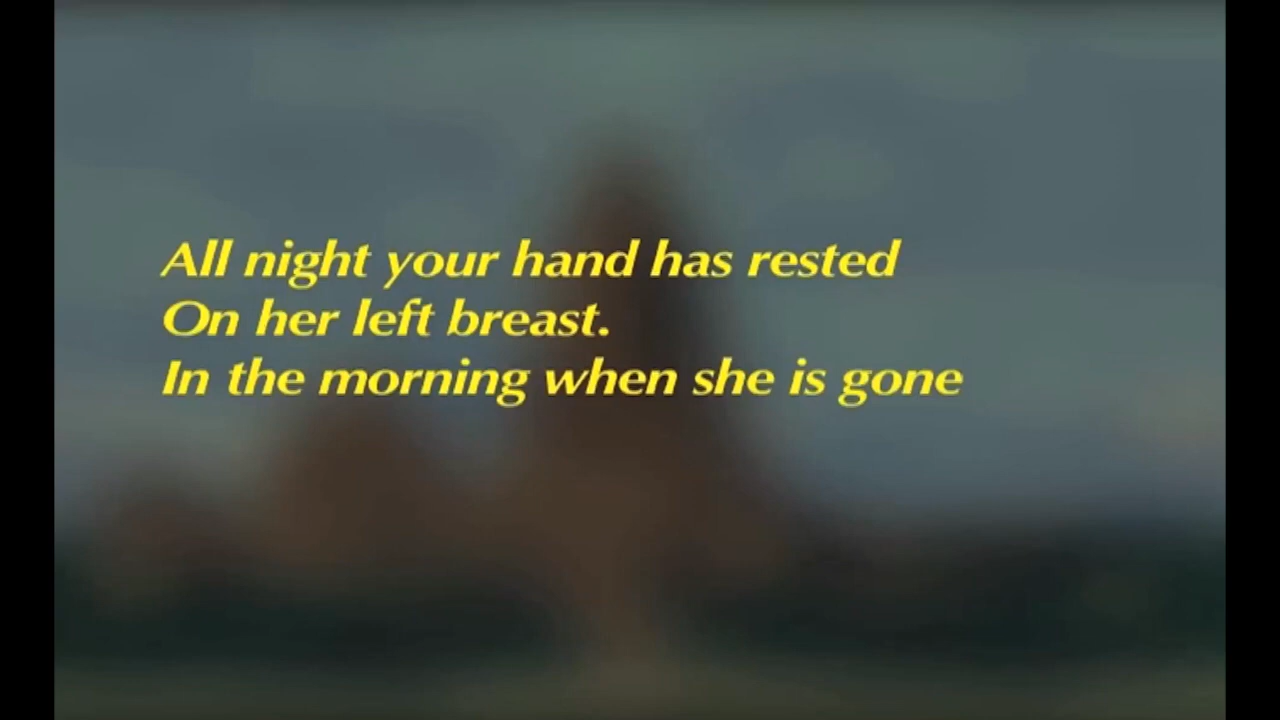 All night your hand has rested
On her left breast.
In the morning when she is gone